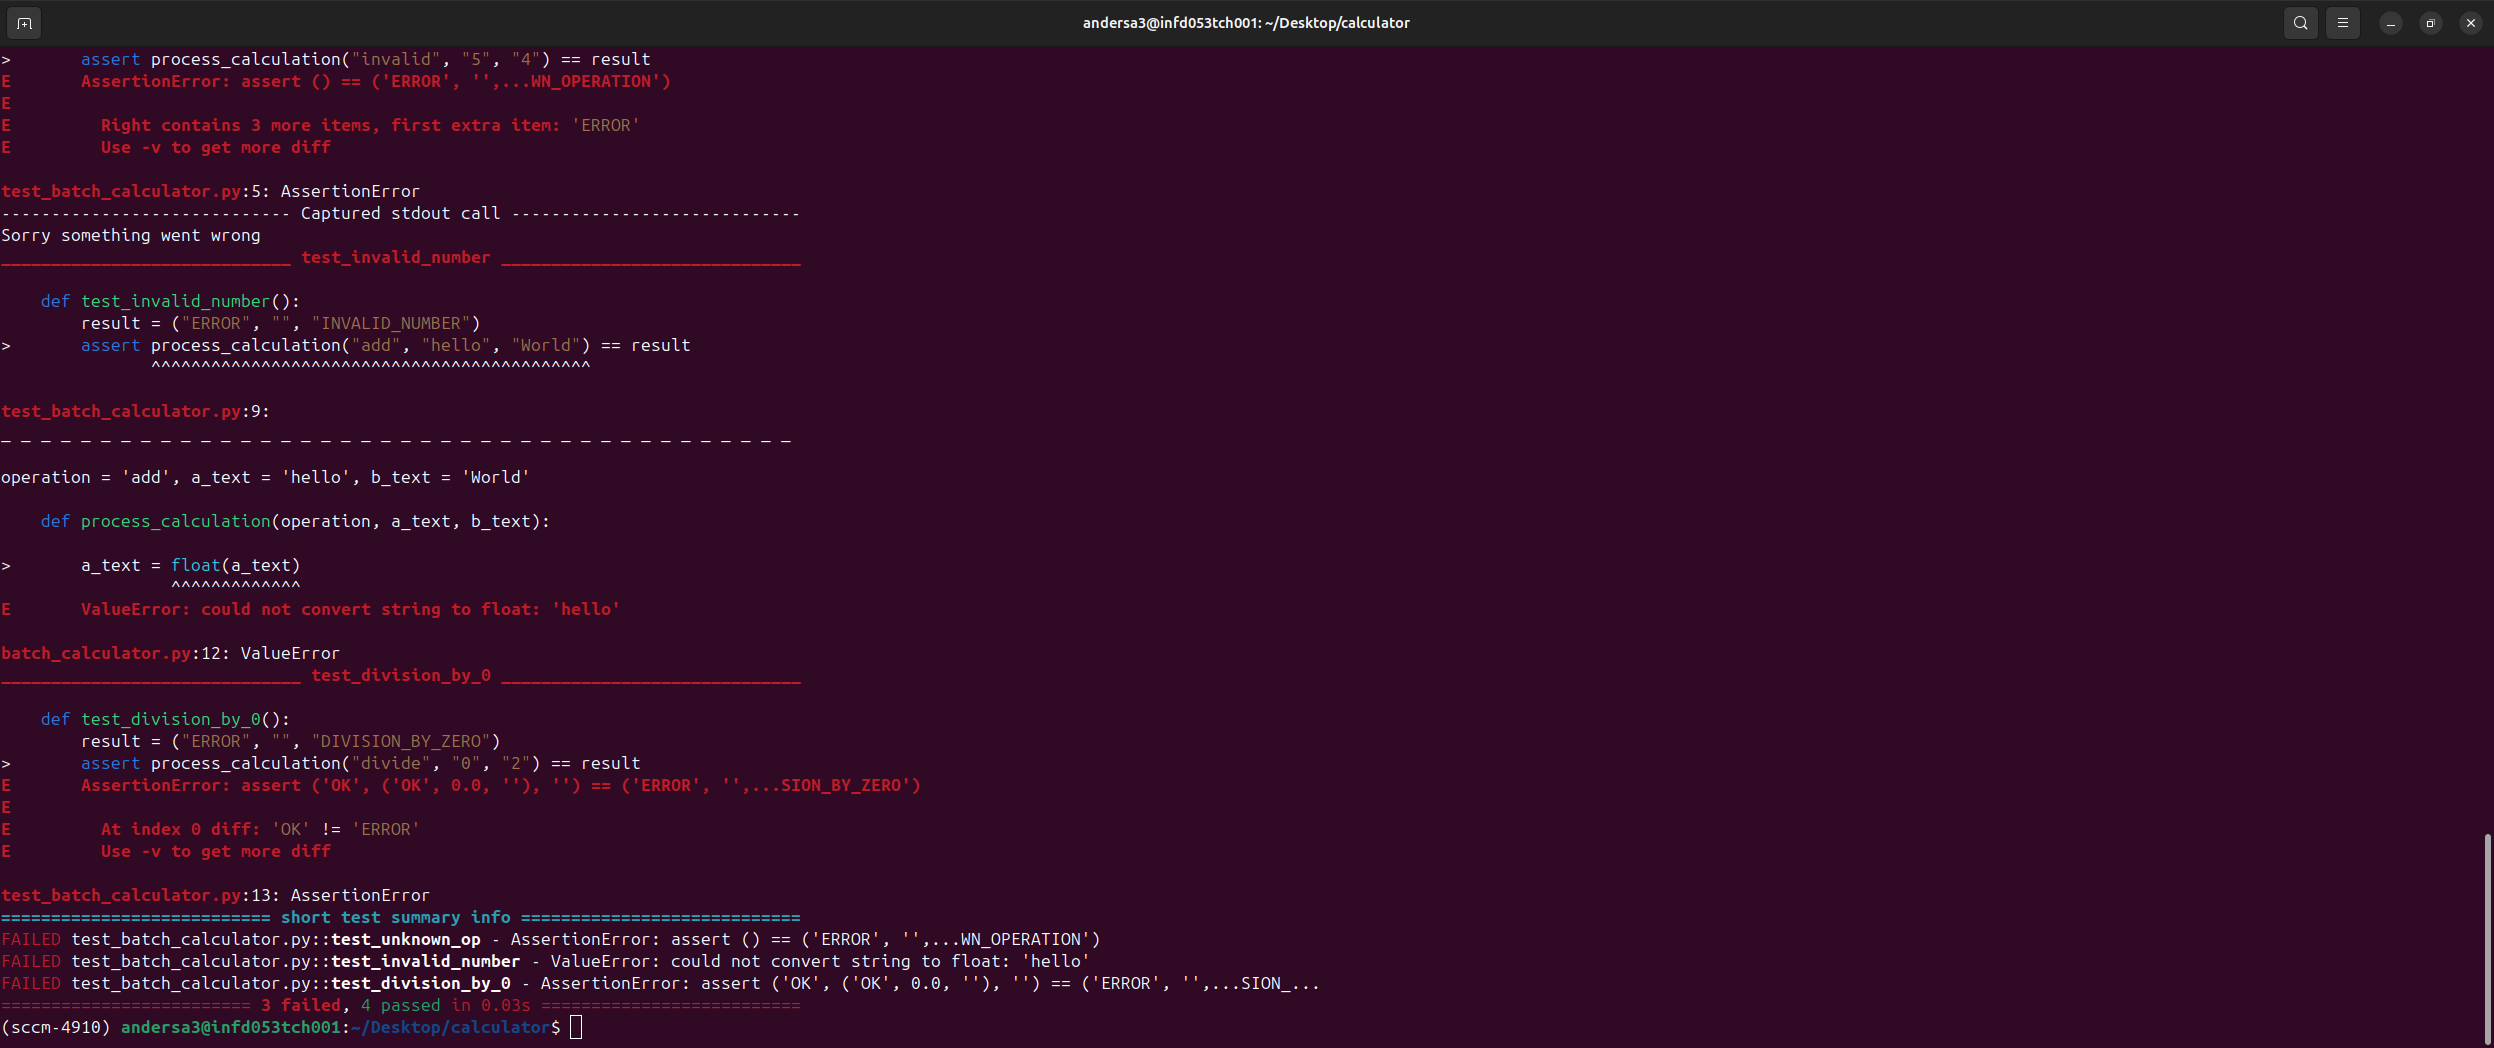 andersa3@infd053tch001: ~/Desktop/calculator
>       assert process_calculation("invalid", "5", "4") == result
E       AssertionError: assert () == ('ERROR', '',...WN_OPERATION')
E
E         Right contains 3 more items, first extra item: 'ERROR'
E         Use -v to get more diff

test_batch_calculator.py:5: AssertionError
----------------------------- Captured stdout call -----------------------------
Sorry something went wrong
_____________________________ test_invalid_number ______________________________

    def test_invalid_number():
        result = ("ERROR", "", "INVALID_NUMBER")
>       assert process_calculation("add", "hello", "World") == result
               ^^^^^^^^^^^^^^^^^^^^^^^^^^^^^^^^^^^^^^^^^^^^

test_batch_calculator.py:9:
_ _ _ _ _ _ _ _ _ _ _ _ _ _ _ _ _ _ _ _ _ _ _ _ _ _ _ _ _ _ _ _ _ _ _ _ _ _ _ _

operation = 'add', a_text = 'hello', b_text = 'World'

    def process_calculation(operation, a_text, b_text):

>       a_text = float(a_text)
                 ^^^^^^^^^^^^^
E       ValueError: could not convert string to float: 'hello'

batch_calculator.py:12: ValueError
______________________________ test_division_by_0 ______________________________

    def test_division_by_0():
        result = ("ERROR", "", "DIVISION_BY_ZERO")
>       assert process_calculation("divide", "0", "2") == result
E       AssertionError: assert ('OK', ('OK', 0.0, ''), '') == ('ERROR', '',...SION_BY_ZERO')
E
E         At index 0 diff: 'OK' != 'ERROR'
E         Use -v to get more diff

test_batch_calculator.py:13: AssertionError
=========================== short test summary info ============================
FAILED test_batch_calculator.py::test_unknown_op - AssertionError: assert () == ('ERROR', '',...WN_OPERATION')
FAILED test_batch_calculator.py::test_invalid_number - ValueError: could not convert string to float: 'hello'
FAILED test_batch_calculator.py::test_division_by_0 - AssertionError: assert ('OK', ('OK', 0.0, ''), '') == ('ERROR', '',...SION_...
========================= 3 failed, 4 passed in 0.03s ==========================
(sccm-4910) andersa3@infd053tch001:~/Desktop/calculator$